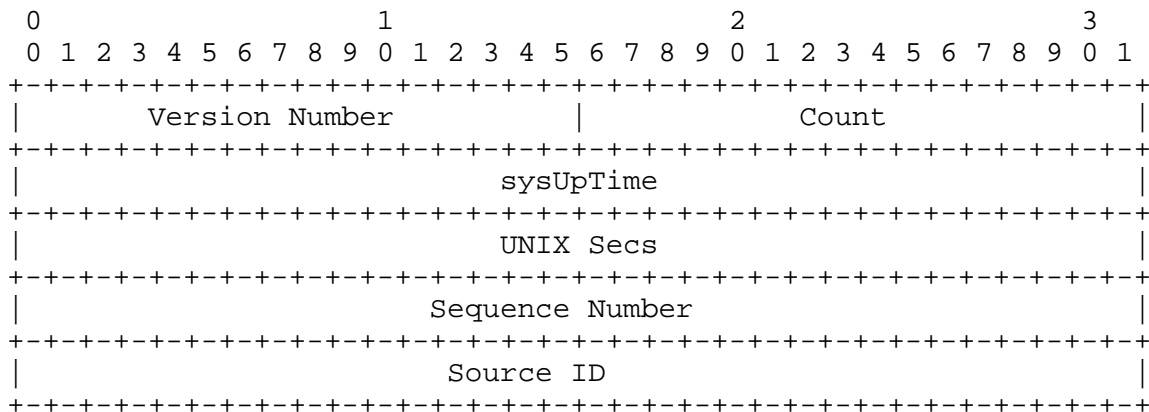 0                   1                   2                   3
 0 1 2 3 4 5 6 7 8 9 0 1 2 3 4 5 6 7 8 9 0 1 2 3 4 5 6 7 8 9 0 1
+-+-+-+-+-+-+-+-+-+-+-+-+-+-+-+-+-+-+-+-+-+-+-+-+-+-+-+-+-+-+-+-+
|       Version Number          |            Count              |
+-+-+-+-+-+-+-+-+-+-+-+-+-+-+-+-+-+-+-+-+-+-+-+-+-+-+-+-+-+-+-+-+
|                           sysUpTime                           |
+-+-+-+-+-+-+-+-+-+-+-+-+-+-+-+-+-+-+-+-+-+-+-+-+-+-+-+-+-+-+-+-+
|                           UNIX Secs                           |
+-+-+-+-+-+-+-+-+-+-+-+-+-+-+-+-+-+-+-+-+-+-+-+-+-+-+-+-+-+-+-+-+
|                       Sequence Number                         |
+-+-+-+-+-+-+-+-+-+-+-+-+-+-+-+-+-+-+-+-+-+-+-+-+-+-+-+-+-+-+-+-+
|                        Source ID                              |
+-+-+-+-+-+-+-+-+-+-+-+-+-+-+-+-+-+-+-+-+-+-+-+-+-+-+-+-+-+-+-+-+